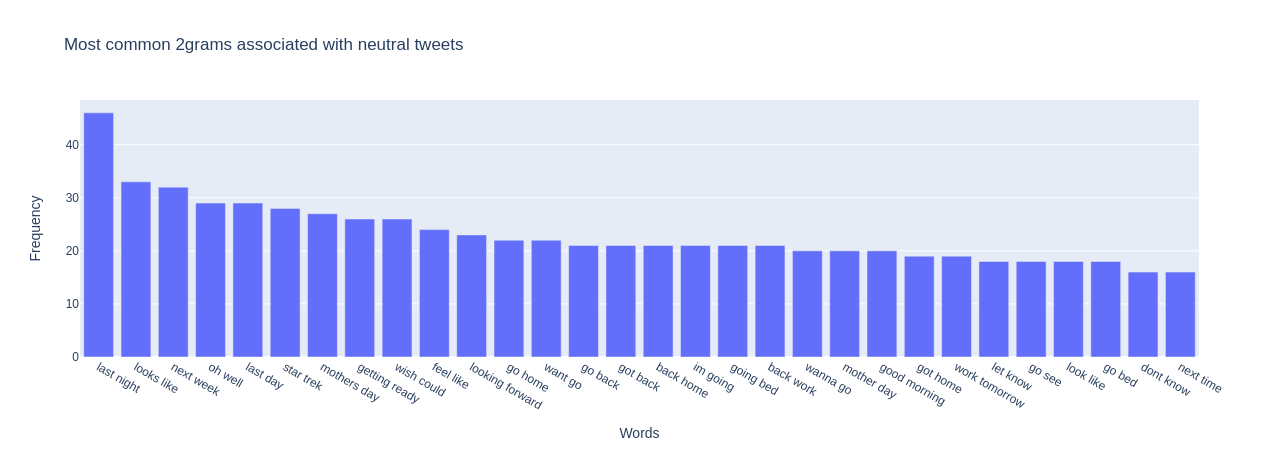 Most common 2grams associated with neutral tweets
Frequency
40
30
20
10
0
last night
looks like
next week
oh well
last day
star trek
mothers day
getting ready
wish could
feel like
looking forward
go home
want go
go back
got back
back home
im going
going bed
back work
wanna go
mother day
good morning
got home
work tomorrow
let know
go see
look like
go bed
dont know
next time
Words